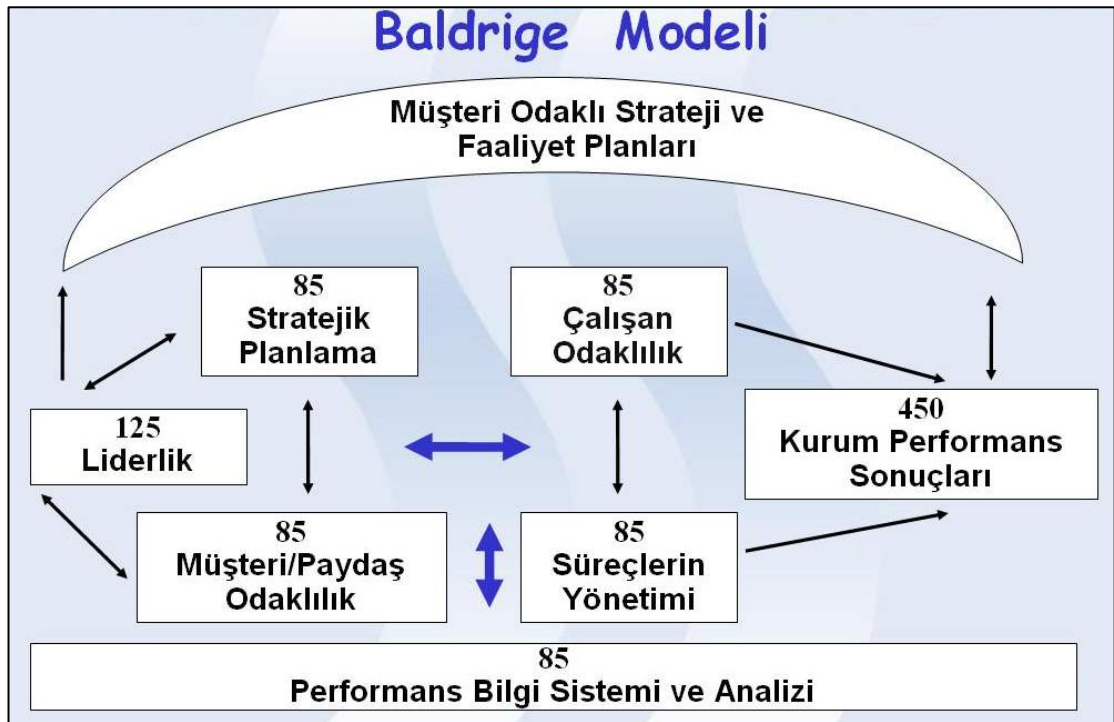 Baldrige Modeli
Müşteri Odaklı Strateji ve
Faaliyet Planları
85
Stratejik
Planlama
85
Çalışan
Odaklılık
125
Liderlik
450
Kurum Performans
Sonuçları
85
Müşteri/Paydaş
Odaklılık
85
Süreçlerin
Yönetimi
85
Performans Bilgi Sistemi ve Analizi